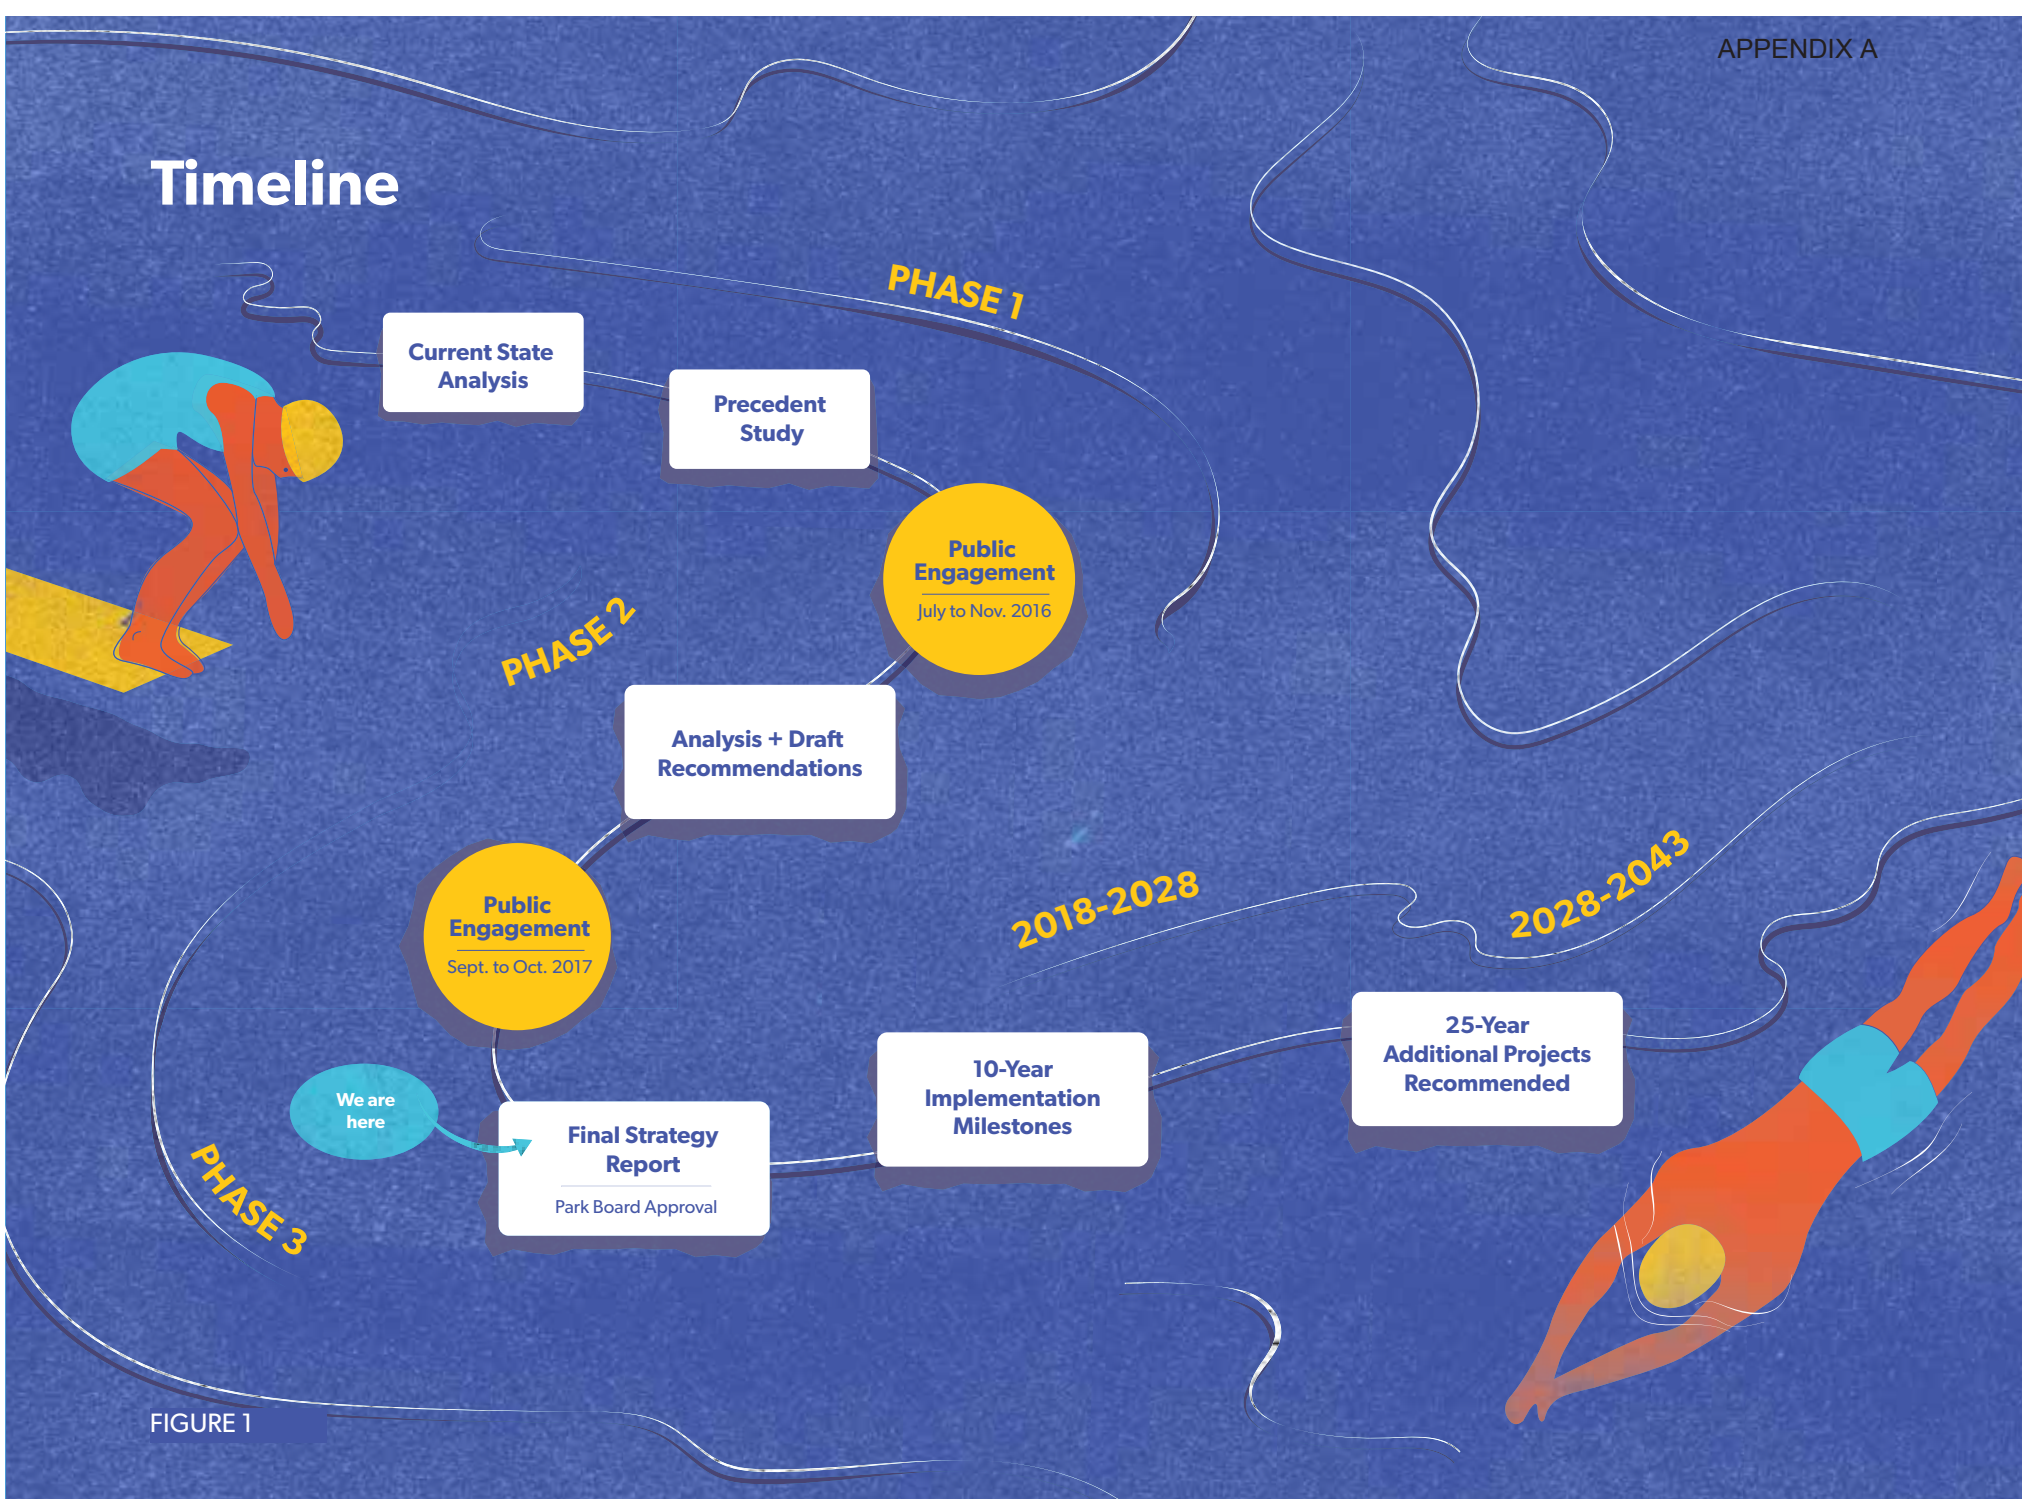 APPENDIX A
Timeline
PHASE 1
Current State
Analysis
Precedent
Study
Public
Engagement
July to Nov. 2016
PHASE 2
Analysis + Draft
Recommendations
Public
Engagement
Sept. to Oct. 2017
PHASE 3
We are
here
Final Strategy
Report
Park Board Approval
2018-2028
10-Year
Implementation
Milestones
2028-2043
25-Year
Additional Projects
Recommended
FIGURE 1